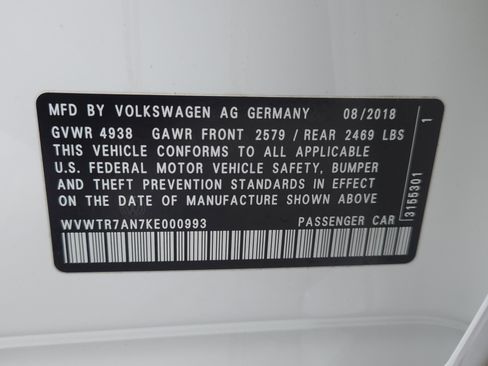 MFD BY VOLKSWAGEN AG GERMANY 08/2018
GVWR 4938 GAWR FRONT 2579 / REAR 2469 LBS
THIS VEHICLE CONFORMS TO ALL APPLICABLE
U.S. FEDERAL MOTOR VEHICLE SAFETY, BUMPER
AND THEFT PREVENTION STANDARDS IN EFFECT
ON THE DATE OF MANUFACTURE SHOWN ABOVE
WVWTR7AN7KE000993 PASSENGER CAR
3155301 1